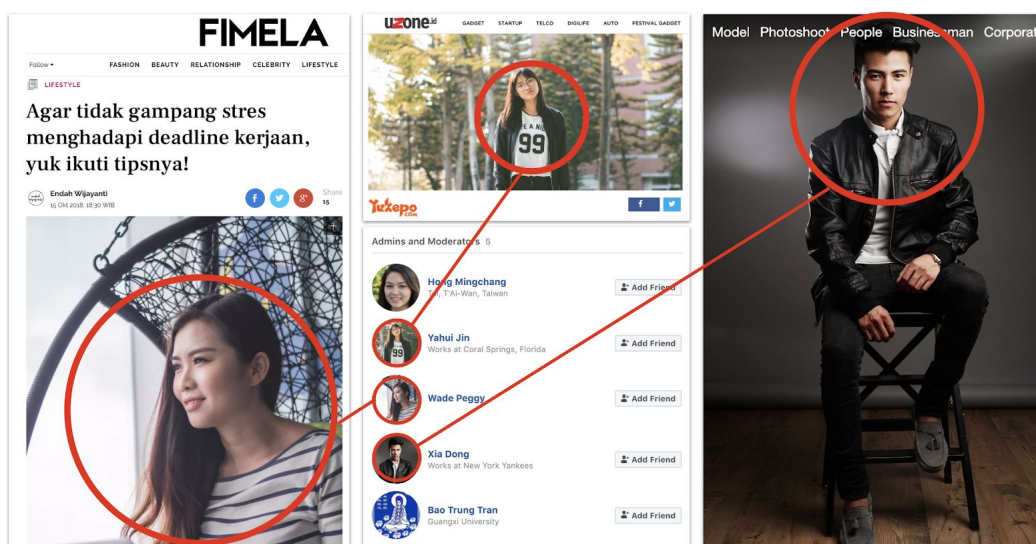 FIMELA
Follow
FASHION BEAUTY RELATIONSHIP CELEBRITY LIFESTYLE
LIFESTYLE
Agar tidak gampang stres
menghadapi deadline kerjaan,
yuk ikuti tipsnya!
Endah Wijayanti
15 Okt 2018, 18:30 WIB
Share
15
uzone.id
GADGET STARTUP TELCO DIGILIFE AUTO FESTIVAL GADGET
99
Yukepo
.COM
Admins and Moderators 5
Hong Mingchang
T'Ai-Wan, Taiwan
Add Friend
Yahui Jin
Works at Coral Springs, Florida
Add Friend
99
Wade Peggy
Add Friend
Xia Dong
Works at New York Yankees
Add Friend
Bao Trung Tran
Guangxi University
Add Friend
Model Photoshoot People Businessman Corporat